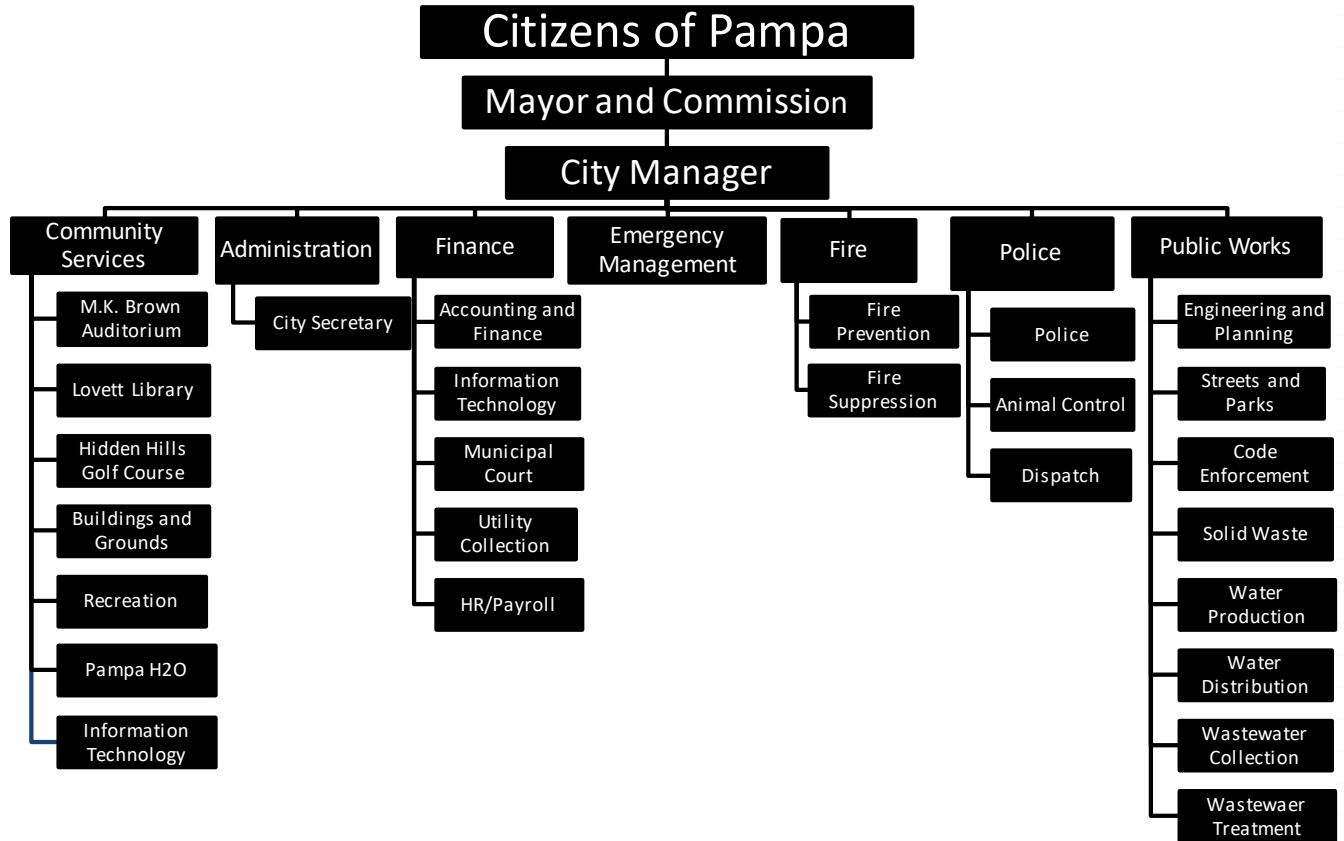 Citizens of Pampa
Mayor and Commission
City Manager
Community
Services
Administration
Finance
Emergency
Management
Fire
Police
Public Works
M.K. Brown
Auditorium
Lovett Library
Hidden Hills
Golf Course
Buildings and
Grounds
Recreation
Pampa H2O
Information
Technology
City Secretary
Accounting and
Finance
Information
Technology
Municipal
Court
Utility
Collection
HR/Payroll
Fire
Prevention
Fire
Suppression
Police
Animal Control
Dispatch
Engineering and
Planning
Streets and
Parks
Code
Enforcement
Solid Waste
Water
Production
Water
Distribution
Wastewater
Collection
Wastewaer
Treatment